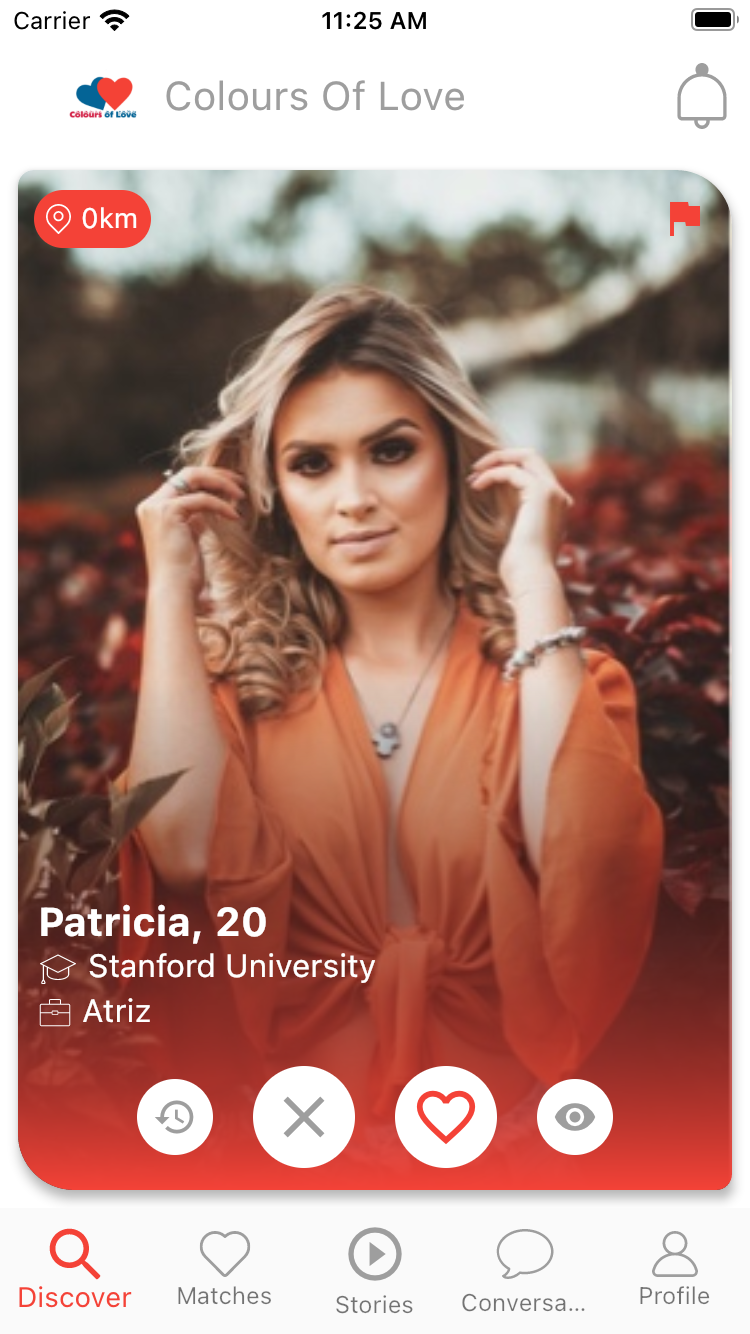 Carrier
11:25 AM
Colours of Love
Colours Of Love
0km
Patricia, 20
Stanford University
Atriz
Discover
Matches
Stories
Conversa...
Profile